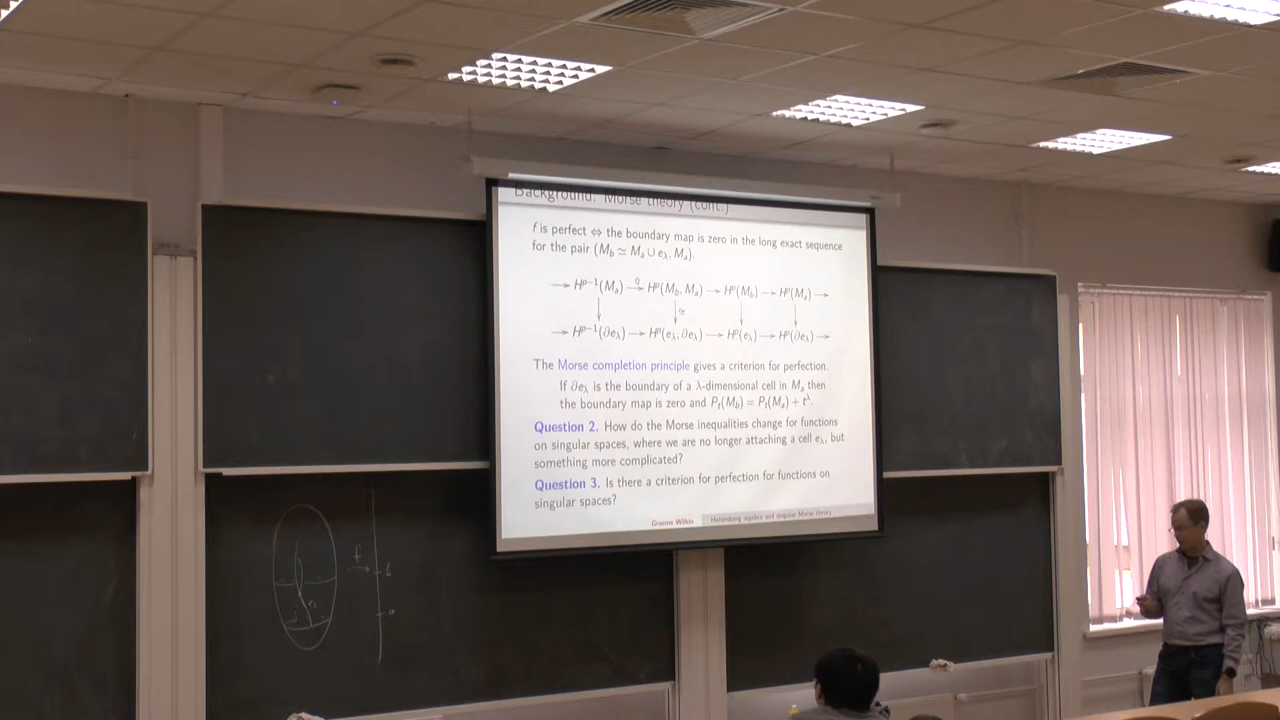 Background: Morse theory (cont.)
f is perfect ⇔ the boundary map is zero in the long exact sequence
for the pair (M_b ≃ M_a ∪ e_λ, M_a).
→ H^{p−1}(M_a) →^0 H^p(M_b, M_a) → H^p(M_b) → H^p(M_a) →
≅
→ H^{p−1}(∂e_λ) → H^p(e_λ, ∂e_λ) → H^p(e_λ) → H^p(∂e_λ) →
The Morse completion principle gives a criterion for perfection.
If ∂e_λ is the boundary of a λ-dimensional cell in M_a then
the boundary map is zero and P_t(M_b) = P_t(M_a) + t^λ.
Question 2. How do the Morse inequalities change for functions
on singular spaces, where we are no longer attaching a cell e_λ, but
something more complicated?
Question 3. Is there a criterion for perfection for functions on
singular spaces?
Graeme Wilkin Heisenberg algebra and singular Morse theory
f
b
a